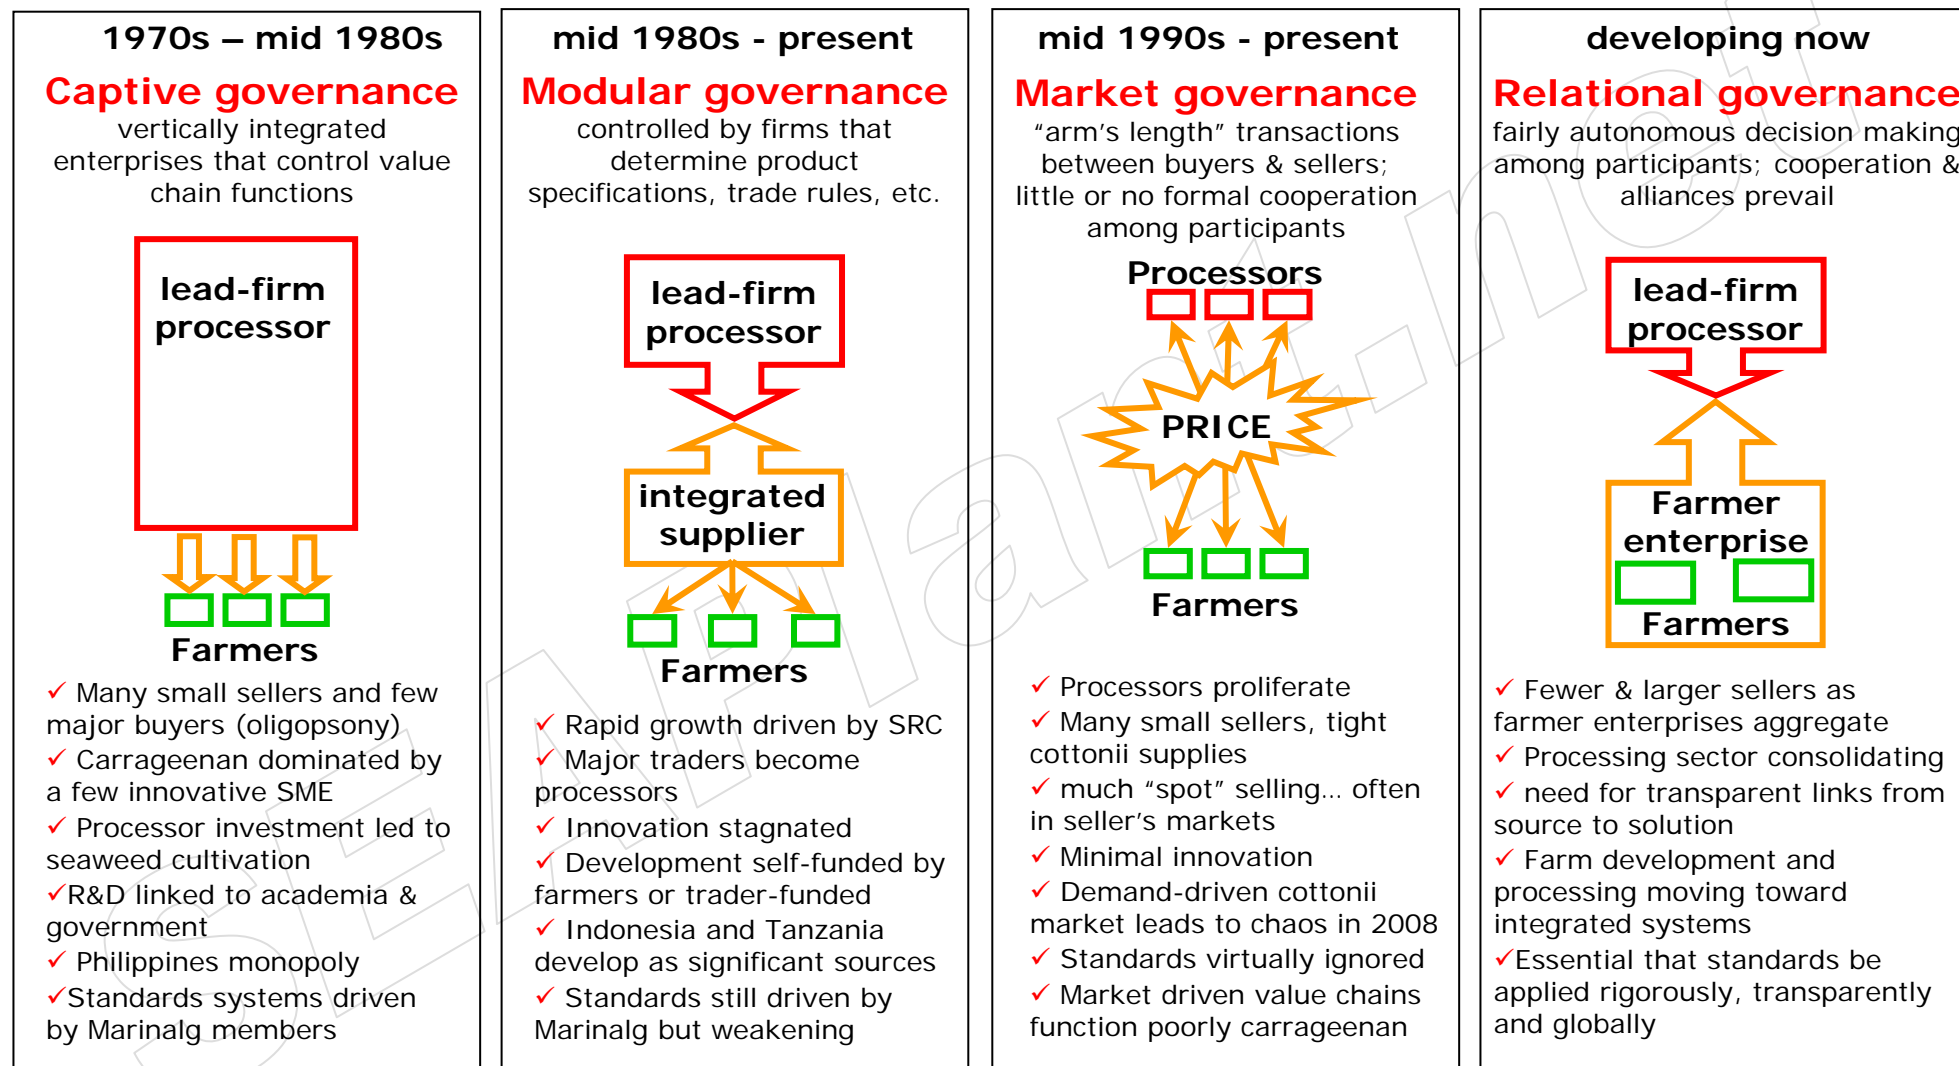 1970s – mid 1980s
Captive governance
vertically integrated
enterprises that control value
chain functions
lead-firm
processor
Farmers
✓ Many small sellers and few
major buyers (oligopsony)
✓ Carrageenan dominated by
a few innovative SME
✓ Processor investment led to
seaweed cultivation
✓R&D linked to academia &
government
✓ Philippines monopoly
✓Standards systems driven
by Marinalg members
mid 1980s - present
Modular governance
controlled by firms that
determine product
specifications, trade rules, etc.
lead-firm
processor
integrated
supplier
Farmers
✓ Rapid growth driven by SRC
✓ Major traders become
processors
✓ Innovation stagnated
✓ Development self-funded by
farmers or trader-funded
✓ Indonesia and Tanzania
develop as significant sources
✓ Standards still driven by
Marinalg but weakening
mid 1990s - present
Market governance
“arm’s length” transactions
between buyers & sellers;
little or no formal cooperation
among participants
Processors
PRICE
Farmers
✓ Processors proliferate
✓ Many small sellers, tight
cottonii supplies
✓ much “spot” selling… often
in seller’s markets
✓ Minimal innovation
✓ Demand-driven cottonii
market leads to chaos in 2008
✓ Standards virtually ignored
✓ Market driven value chains
function poorly carrageenan
developing now
Relational governance
fairly autonomous decision making
among participants; cooperation &
alliances prevail
lead-firm
processor
Farmer
enterprise
Farmers
✓ Fewer & larger sellers as
farmer enterprises aggregate
✓ Processing sector consolidating
✓ need for transparent links from
source to solution
✓ Farm development and
processing moving toward
integrated systems
✓Essential that standards be
applied rigorously, transparently
and globally
SEAPlant.net